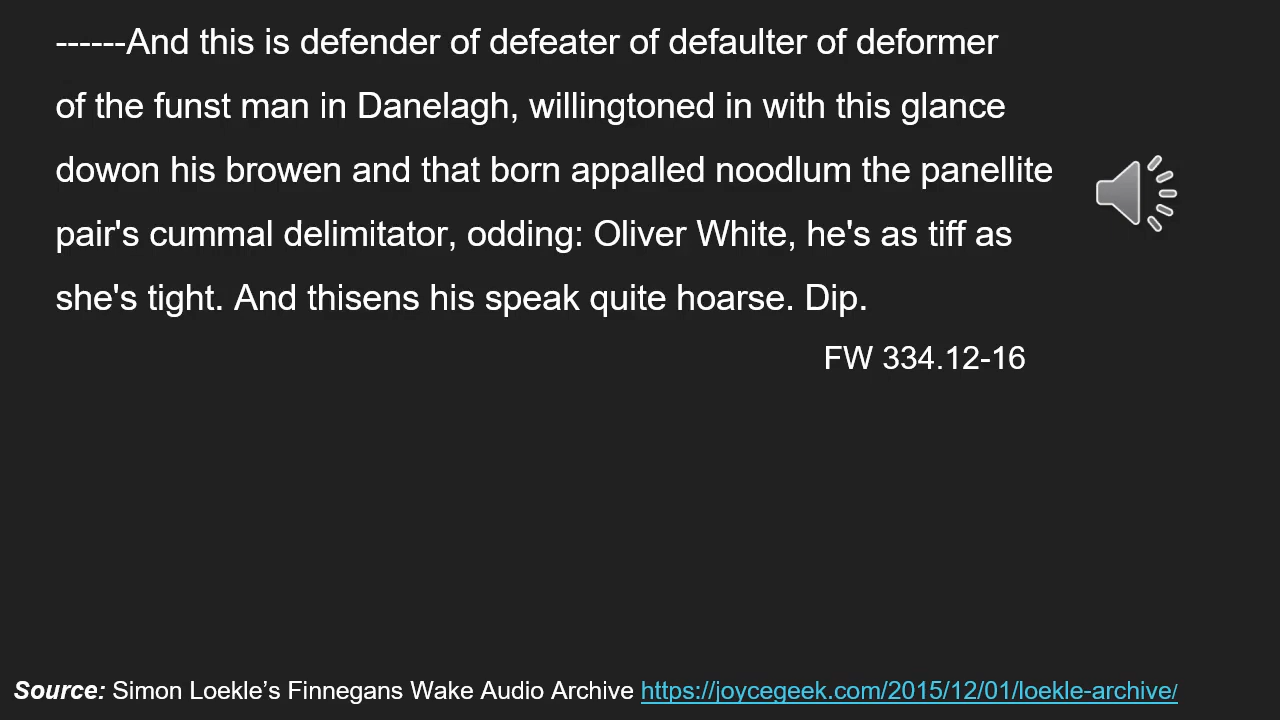 ------And this is defender of defeater of defaulter of deformer
of the funst man in Danelagh, willingtoned in with this glance
dowon his browen and that born appalled noodlum the panellite
pair's cummal delimitator, odding: Oliver White, he's as tiff as
she's tight. And thisens his speak quite hoarse. Dip.
FW 334.12-16
Source: Simon Loekle’s Finnegans Wake Audio Archive https://joycegeek.com/2015/12/01/loekle-archive/